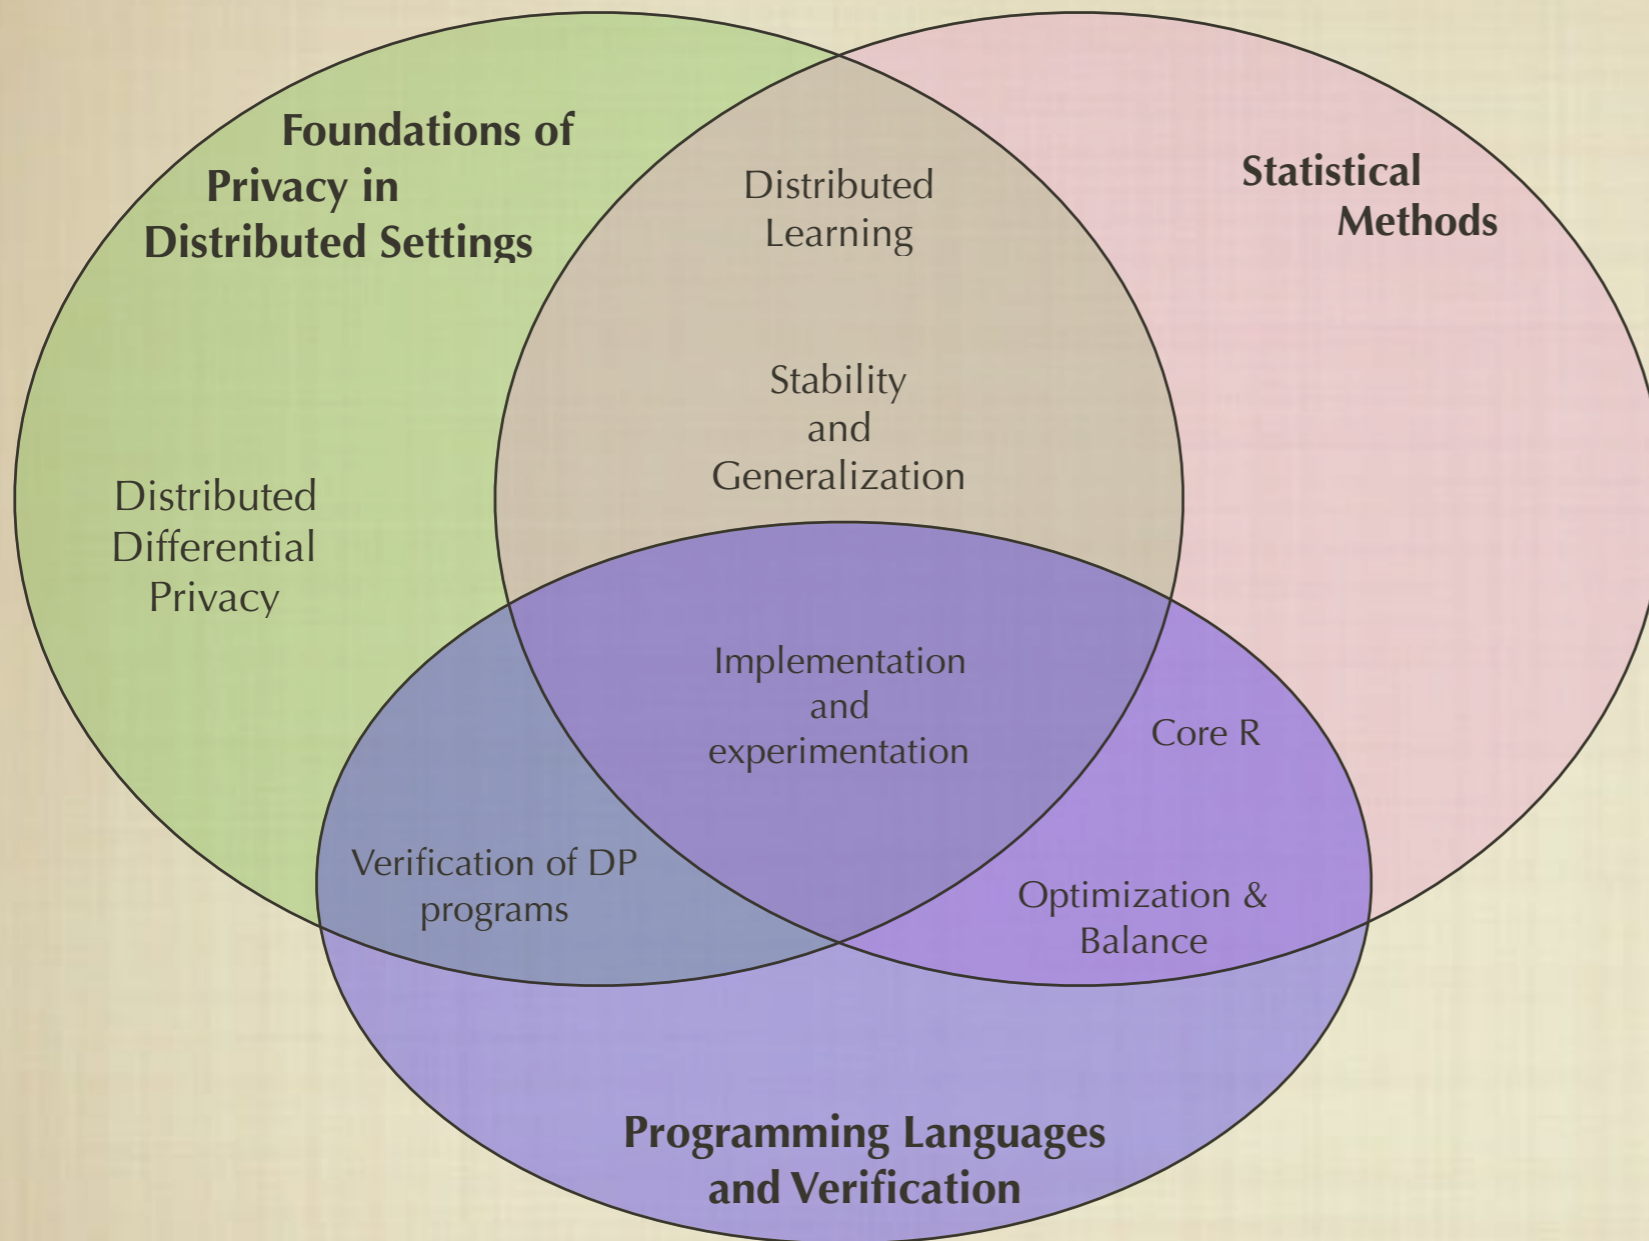 Foundations of
Privacy in
Distributed Settings
Statistical
Methods
Distributed
Learning
Stability
and
Generalization
Distributed
Differential
Privacy
Implementation
and
experimentation
Core R
Verification of DP
programs
Optimization &
Balance
Programming Languages
and Verification